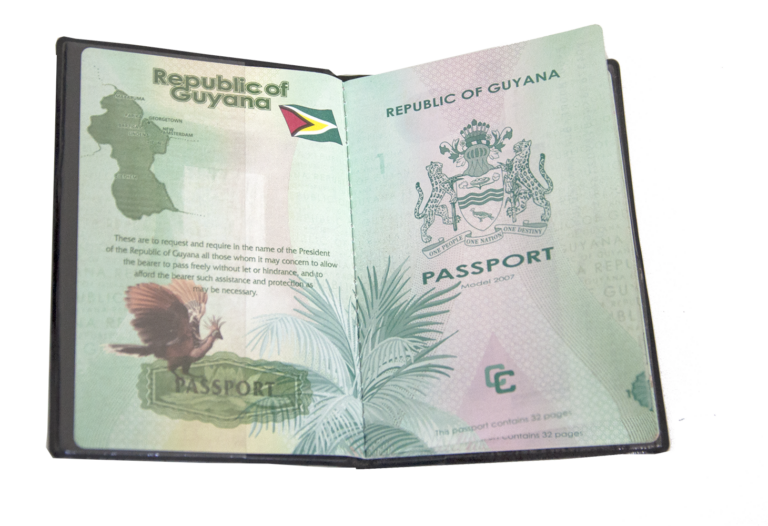 Republic of
Guyana
GEORGETOWN
NEW
AMSTERDAM
These are to request and require in the name of the President
of the Republic of Guyana all those whom it may concern to allow
the bearer to pass freely without let or hindrance, and to
afford the bearer such assistance and protection as
may be necessary.
PASSPORT
REPUBLIC OF GUYANA
ONE PEOPLE ONE NATION ONE DESTINY
PASSPORT
Model 2007
CC
This passport contains 32 pages
contains 32 pages